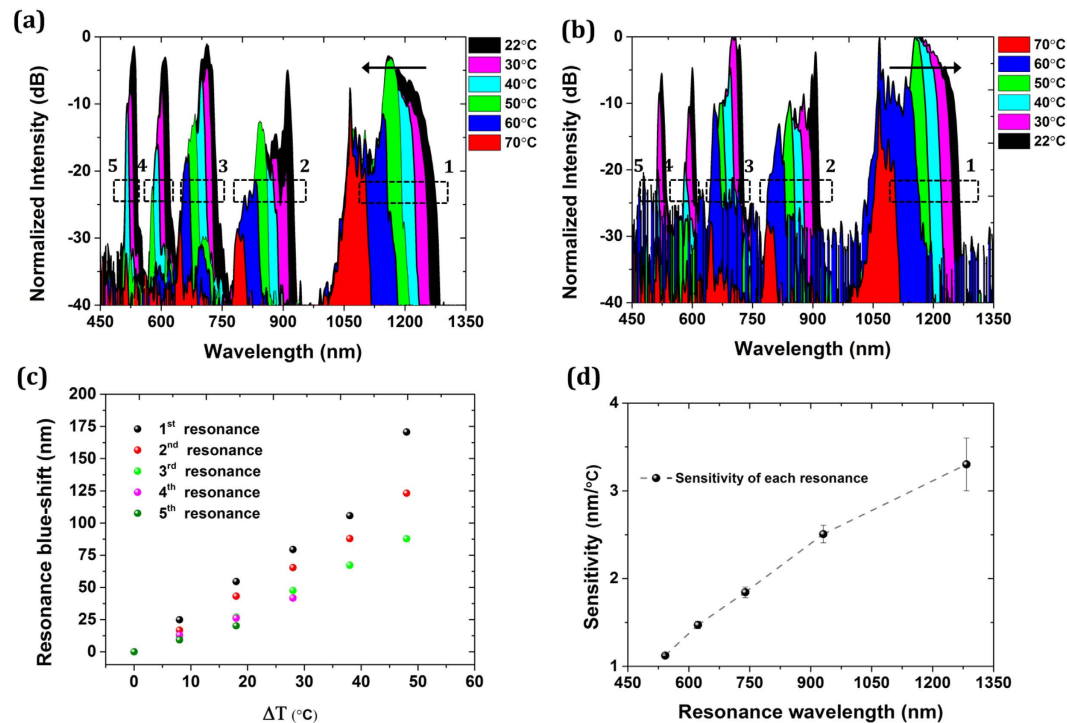 (a)
Normalized Intensity (dB)
0
-10
-20
-30
-40
5 4 3 2 1
450 600 750 900 1050 1200 1350
Wavelength (nm)
22°C
30°C
40°C
50°C
60°C
70°C
(b)
Normalized Intensity (dB)
0
-10
-20
-30
-40
5 4 3 2 1
450 600 750 900 1050 1200 1350
Wavelength (nm)
70°C
60°C
50°C
40°C
30°C
22°C
(c)
Resonance blue-shift (nm)
200
175
150
125
100
75
50
25
0
1st resonance
2nd resonance
3rd resonance
4th resonance
5th resonance
0 10 20 30 40 50 60
ΔT (°C)
(d)
Sensitivity (nm/°C)
4
3
2
1
Sensitivity of each resonance
450 600 750 900 1050 1200 1350
Resonance wavelength (nm)